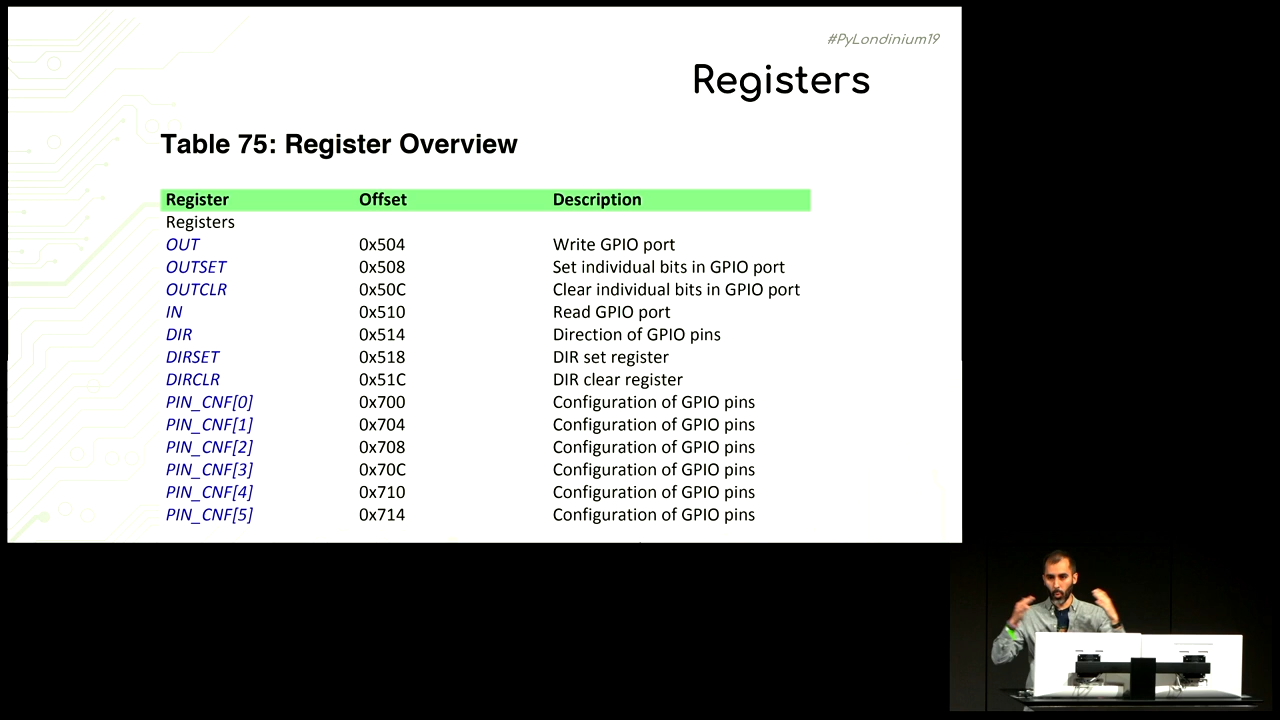 #PyLondinium19
Registers
Table 75: Register Overview
Register Offset Description
Registers
OUT 0x504 Write GPIO port
OUTSET 0x508 Set individual bits in GPIO port
OUTCLR 0x50C Clear individual bits in GPIO port
IN 0x510 Read GPIO port
DIR 0x514 Direction of GPIO pins
DIRSET 0x518 DIR set register
DIRCLR 0x51C DIR clear register
PIN_CNF[0] 0x700 Configuration of GPIO pins
PIN_CNF[1] 0x704 Configuration of GPIO pins
PIN_CNF[2] 0x708 Configuration of GPIO pins
PIN_CNF[3] 0x70C Configuration of GPIO pins
PIN_CNF[4] 0x710 Configuration of GPIO pins
PIN_CNF[5] 0x714 Configuration of GPIO pins